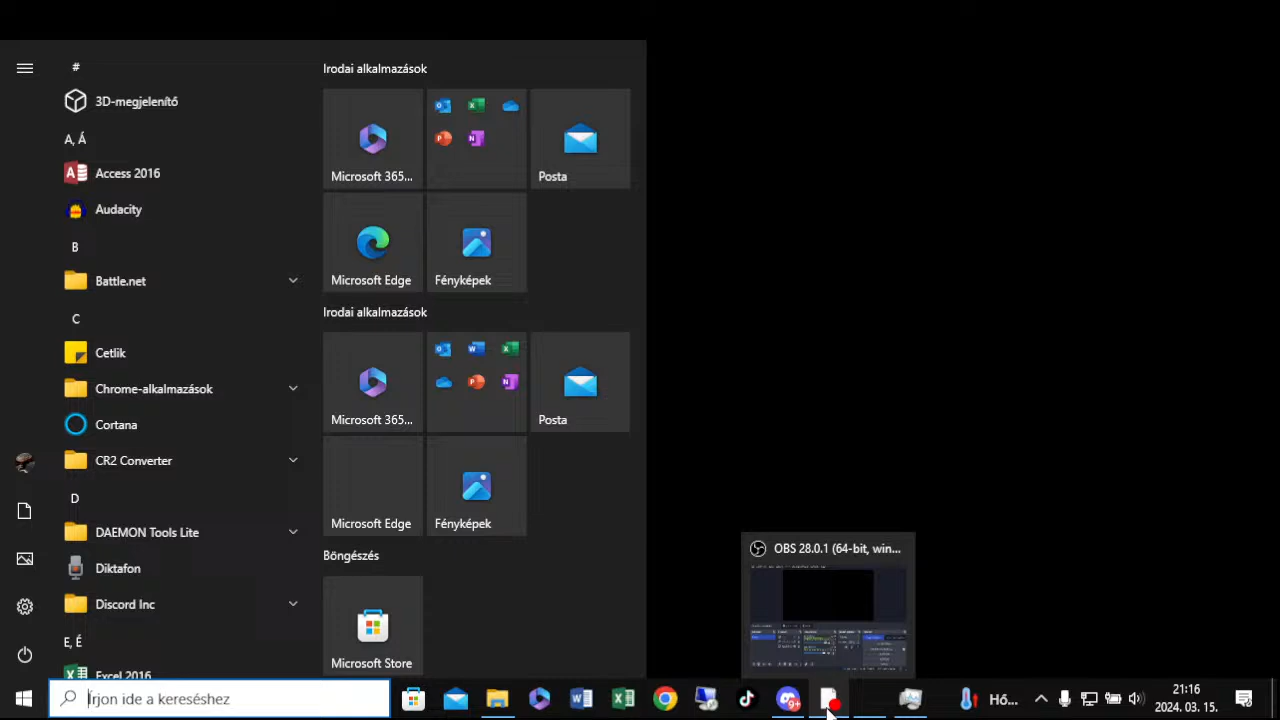 #
3D-megjelenítő
A, Á
Access 2016
Audacity
B
Battle.net
C
Cetlik
Chrome-alkalmazások
Cortana
CR2 Converter
D
DAEMON Tools Lite
Diktafon
Discord Inc
E, É
Excel 2016
Irodai alkalmazások
Microsoft 365...
Posta
Microsoft Edge
Fényképek
Irodai alkalmazások
Microsoft 365...
Posta
Microsoft Edge
Fényképek
Böngészés
Microsoft Store
OBS 28.0.1 (64-bit, win...
Írjon ide a kereséshez
9+
Hő...
21:16
2024. 03. 15.